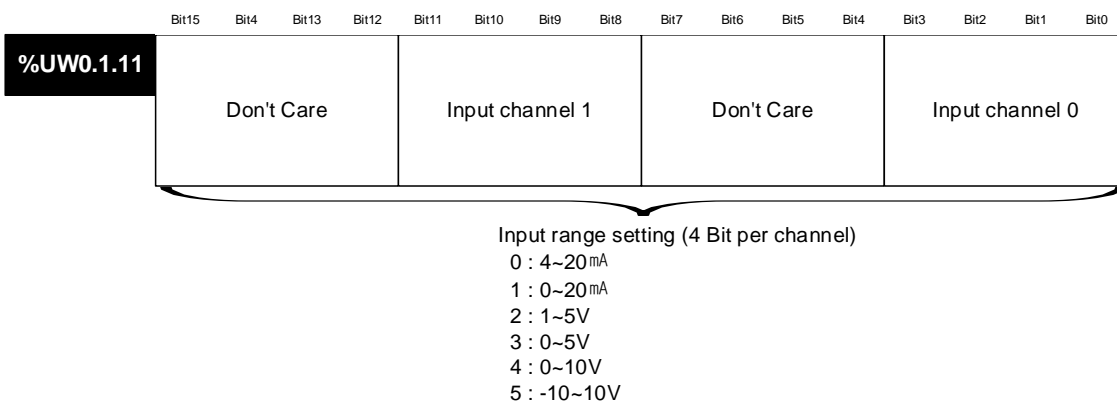 Bit15 Bit4 Bit13 Bit12 Bit11 Bit10 Bit9 Bit8 Bit7 Bit6 Bit5 Bit4 Bit3 Bit2 Bit1 Bit0
%UW0.1.11
Don't Care Input channel 1 Don't Care Input channel 0
Input range setting (4 Bit per channel)
0 : 4~20㎃
1 : 0~20㎃
2 : 1~5V
3 : 0~5V
4 : 0~10V
5 : -10~10V